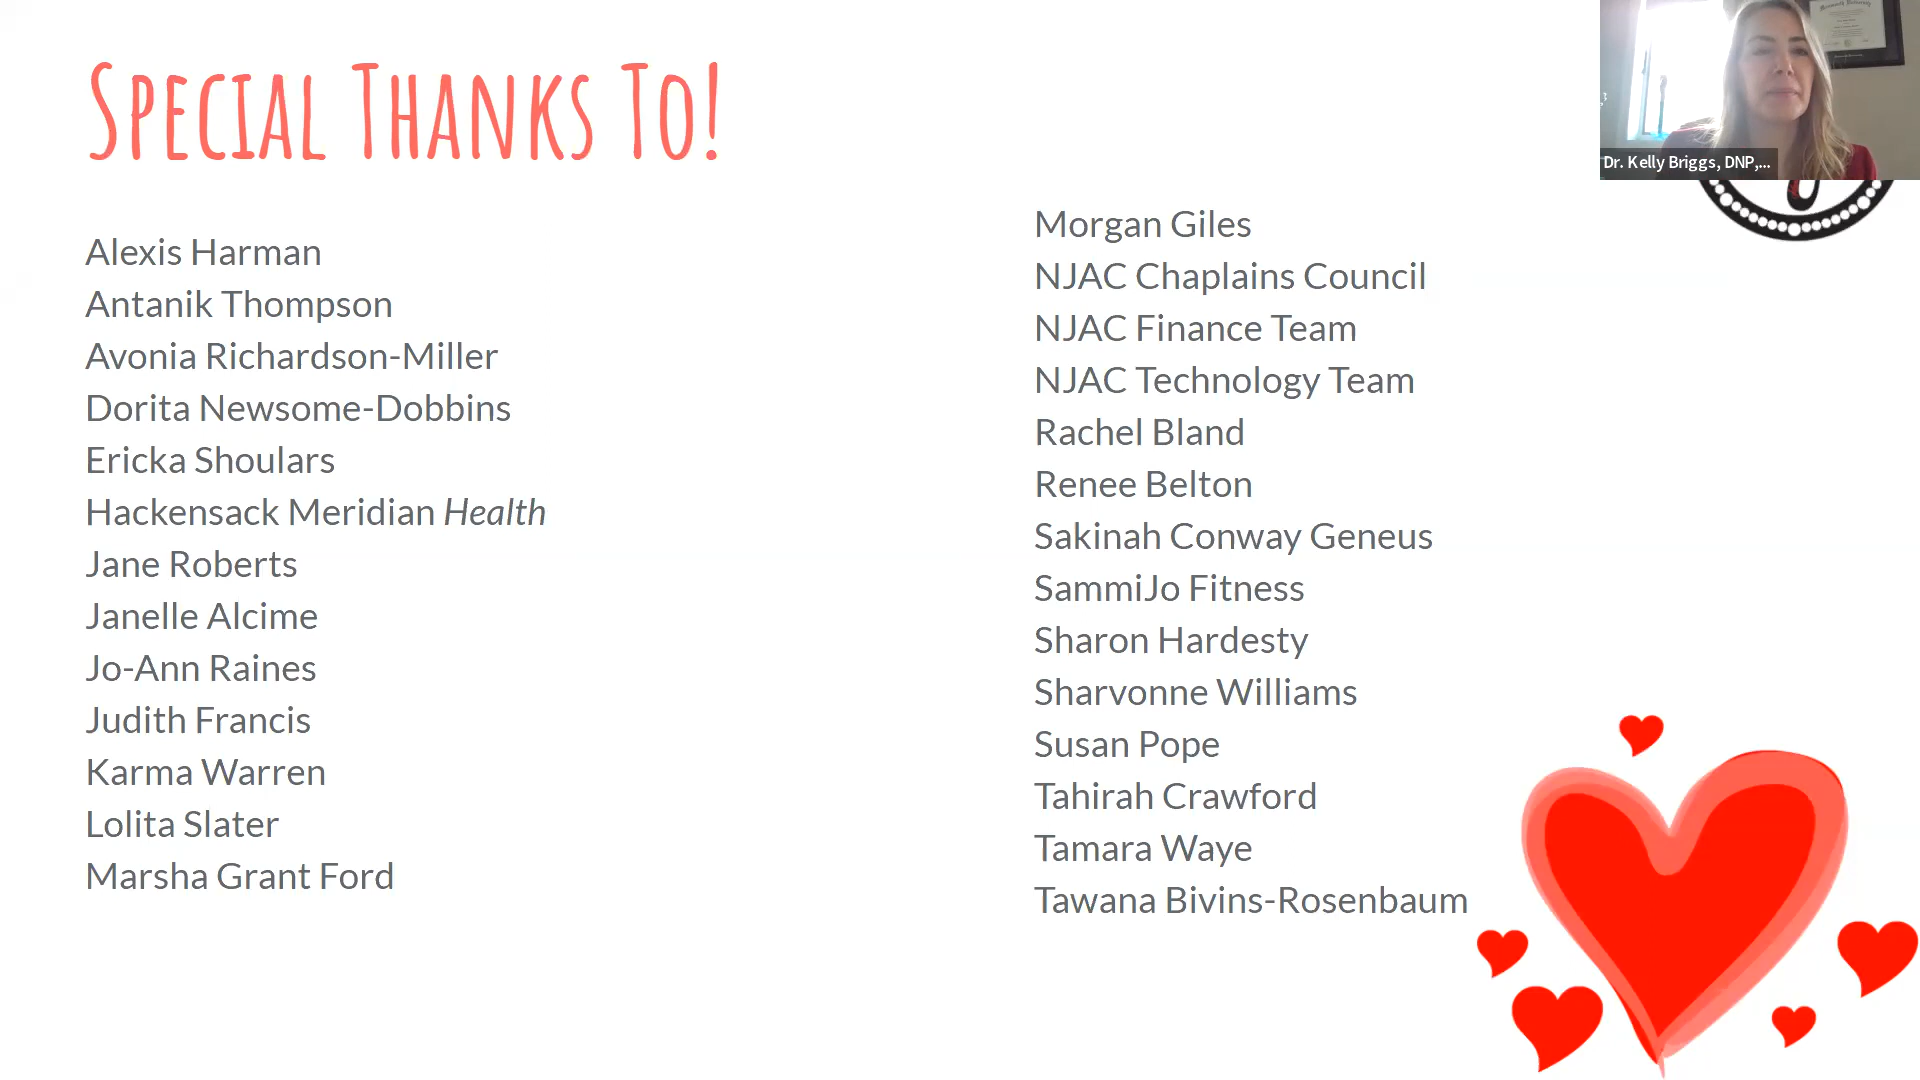 Special Thanks To!
Alexis Harman
Antanik Thompson
Avonia Richardson-Miller
Dorita Newsome-Dobbins
Ericka Shoulars
Hackensack Meridian Health
Jane Roberts
Janelle Alcime
Jo-Ann Raines
Judith Francis
Karma Warren
Lolita Slater
Marsha Grant Ford
Morgan Giles
NJAC Chaplains Council
NJAC Finance Team
NJAC Technology Team
Rachel Bland
Renee Belton
Sakinah Conway Geneus
SammiJo Fitness
Sharon Hardesty
Sharvonne Williams
Susan Pope
Tahirah Crawford
Tamara Waye
Tawana Bivins-Rosenbaum
Dr. Kelly Briggs, DNP,...